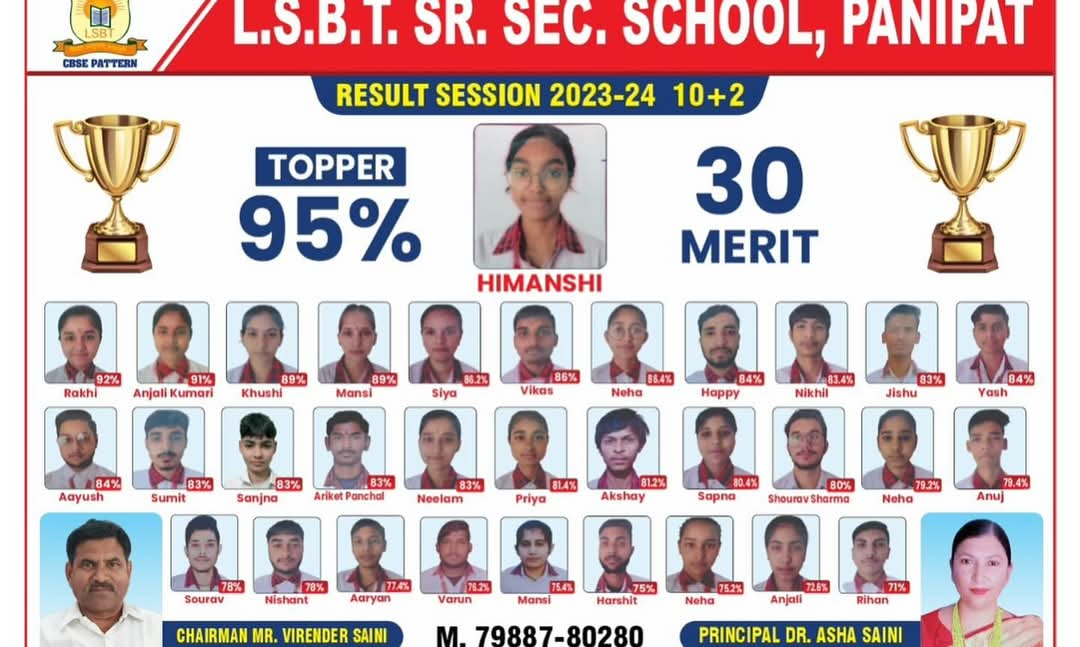 L.S.B.T. SR. SEC. SCHOOL, PANIPAT
LSBT
CBSE PATTERN
RESULT SESSION 2023-24 10+2
TOPPER
95%
30
MERIT
HIMANSHI
92% 91% 89% 89% 86.2% 86% 86.4% 84% 83.4% 83% 84%
Rakhi Anjali Kumari Khushi Mansi Siya Vikas Neha Happy Nikhil Jishu Yash
84% 83% 83% 83% 83% 81.4% 81.2% 80.4% 80% 79.2% 79.4%
Aayush Sumit Sanjna Ariket Panchal Neelam Priya Akshay Sapna Shourav Sharma Neha Anuj
78% 78% 77.4% 76.2% 75.4% 75% 75.2% 72.6% 71%
Sourav Nishant Aaryan Varun Mansi Harshit Neha Anjali Rihan
CHAIRMAN MR. VIRENDER SAINI M. 79887-80280 PRINCIPAL DR. ASHA SAINI